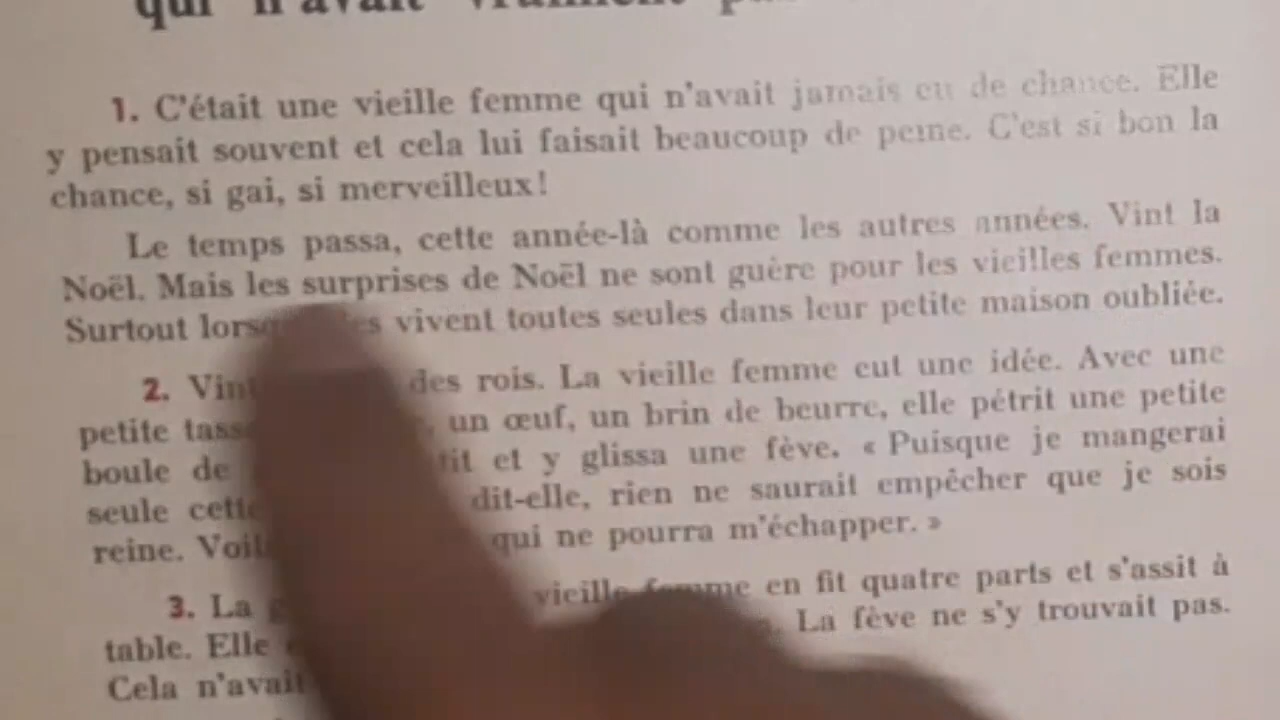 qui n'avait vraiment
1. C'était une vieille femme qui n'avait jamais eu de chance. Elle
y pensait souvent et cela lui faisait beaucoup de peine. C'est si bon la
chance, si gai, si merveilleux!
Le temps passa, cette année-là comme les autres années. Vint la
Noël. Mais les surprises de Noël ne sont guère pour les vieilles femmes.
Surtout vivent toutes seules dans leur petite maison oubliée.
2. Vint des rois. La vieille femme eut une idée. Avec une
petite un œuf, un brin de beurre, elle pétrit une petite
boule de et y glissa une fève. « Puisque je mangerai
seule dit-elle, rien ne saurait empêcher que je sois
reine. qui ne pourra m'échapper. »
3. La vieille femme en fit quatre parts et s'assit à
table. Elle La fève ne s'y trouvait pas.
Cela n'avait